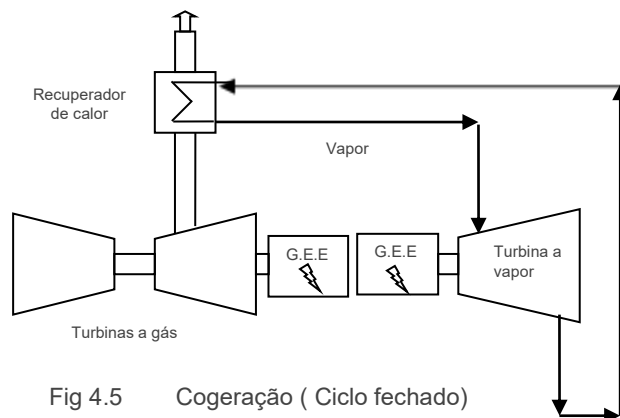 Recuperador
de calor
Vapor
G.E.E
G.E.E
Turbina a
vapor
Turbinas a gás
Fig 4.5 Cogeração ( Ciclo fechado)